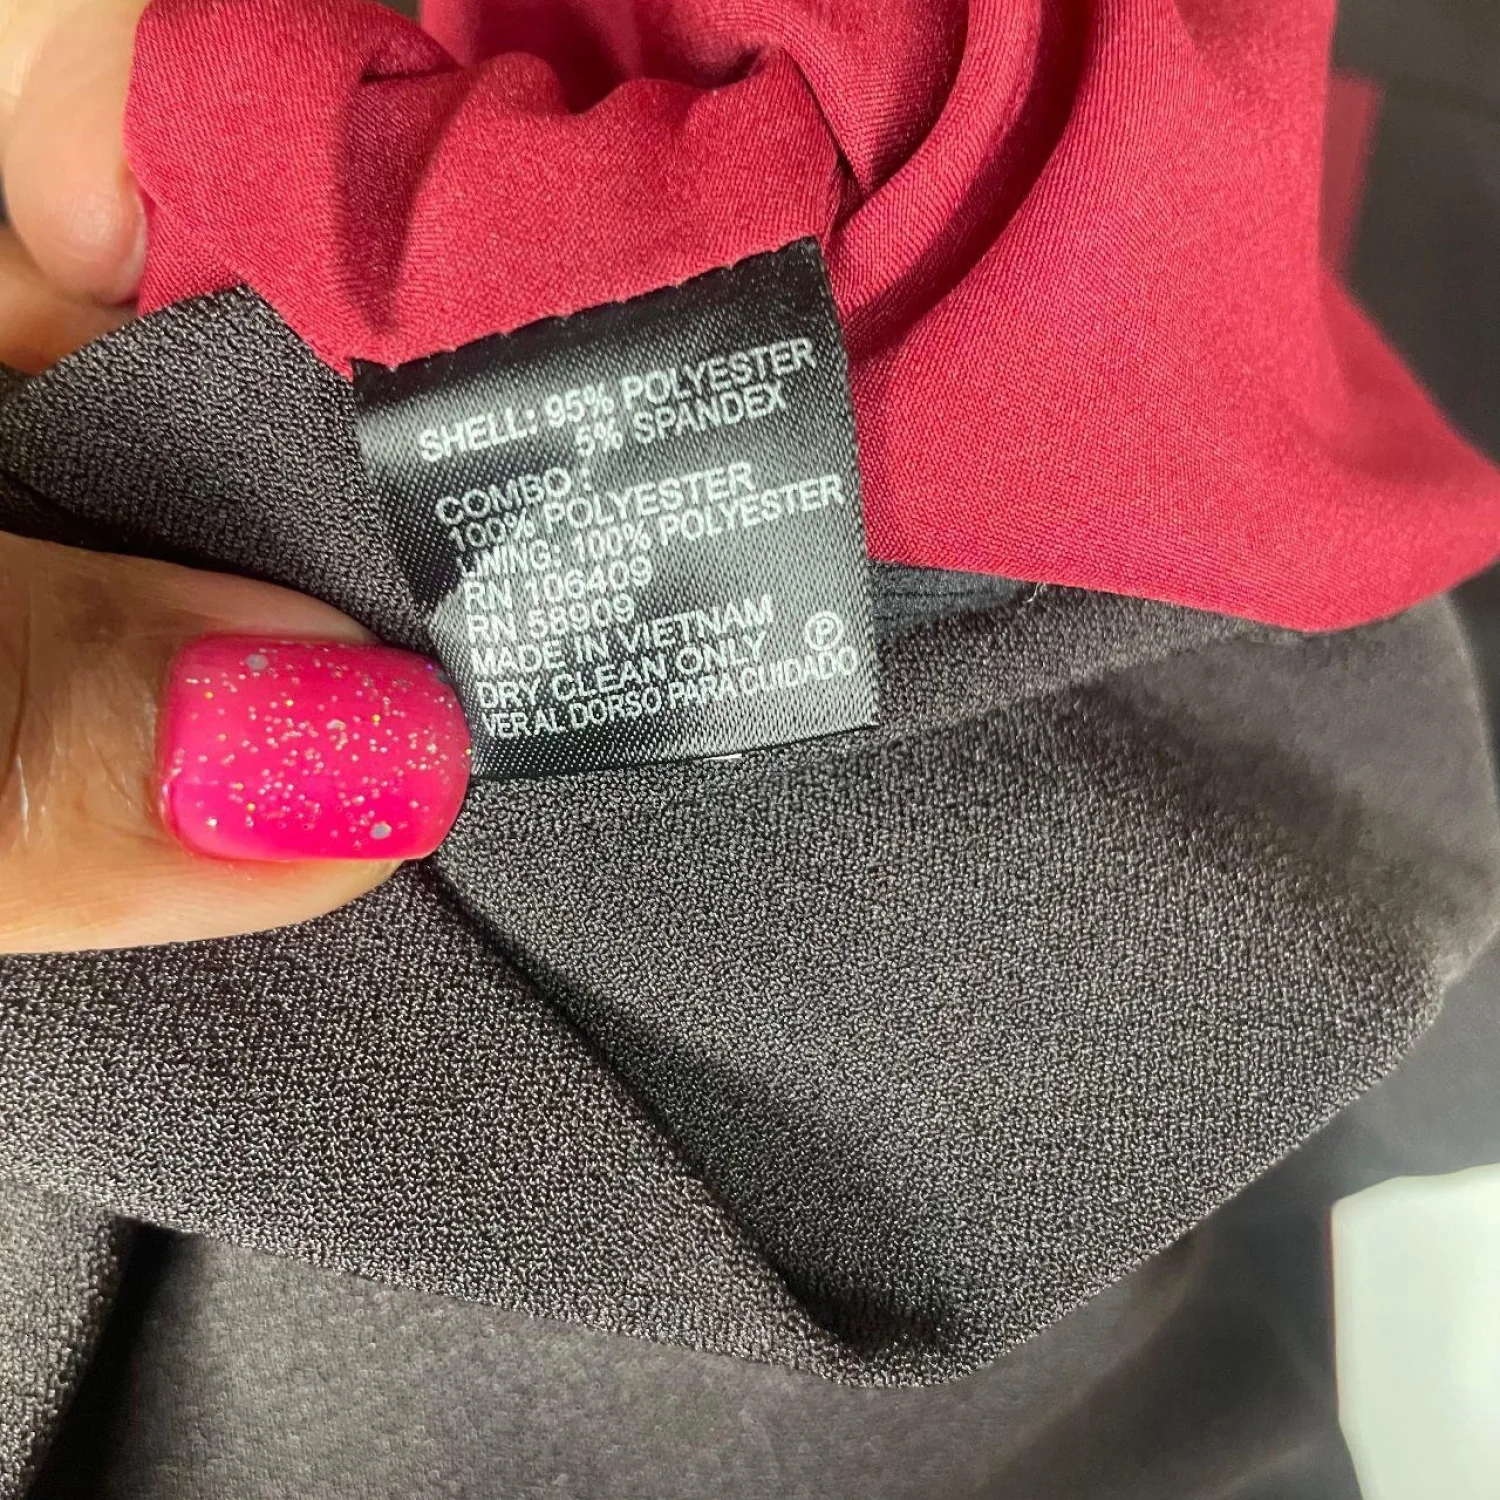 SHELL: 95% POLYESTER
5% SPANDEX
COMBO :
100% POLYESTER
LINING: 100% POLYESTER
RN 106409
RN 58909
MADE IN VIETNAM
DRY CLEAN ONLY Ⓟ
VER AL DORSO PARA CUIDADO